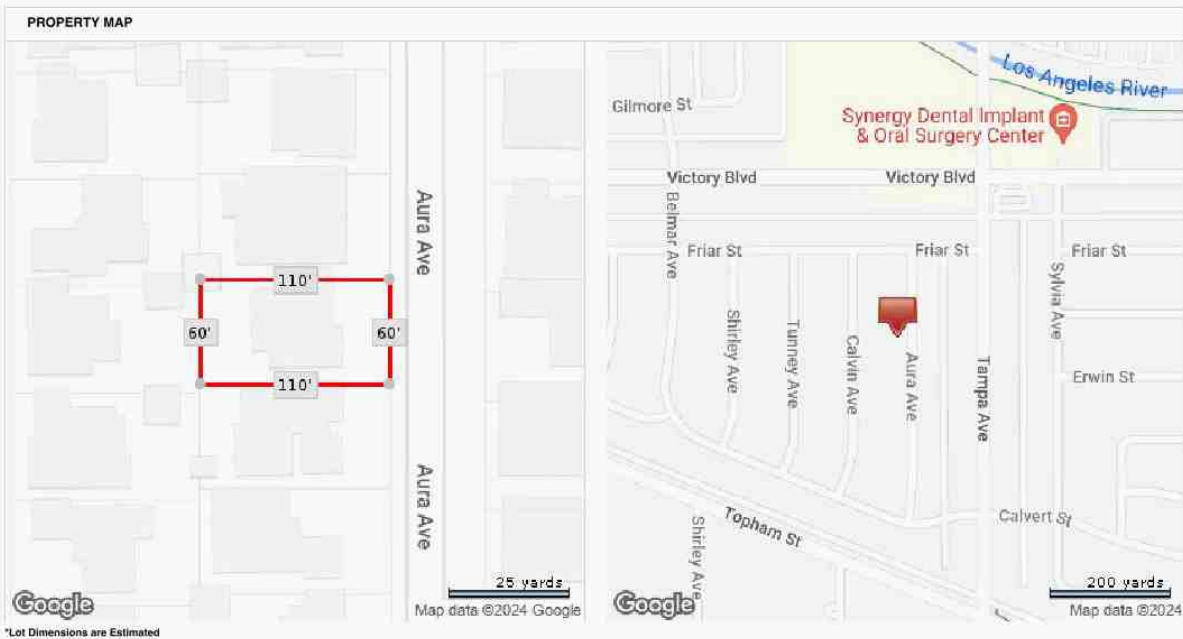 PROPERTY MAP
Aura Ave
110'
60'
60'
110'
Aura Ave
25 yards
Google
Map data ©2024 Google
Los Angeles River
Gilmore St
Synergy Dental Implant
& Oral Surgery Center
Victory Blvd
Victory Blvd
Belmar Ave
Friar St
Friar St
Friar St
Sylvia Ave
Shirley Ave
Tunney Ave
Calvin Ave
Aura Ave
Tampa Ave
Erwin St
Topham St
Calvert St
Shirley Ave
200 yards
Google
Map data ©2024
*Lot Dimensions are Estimated